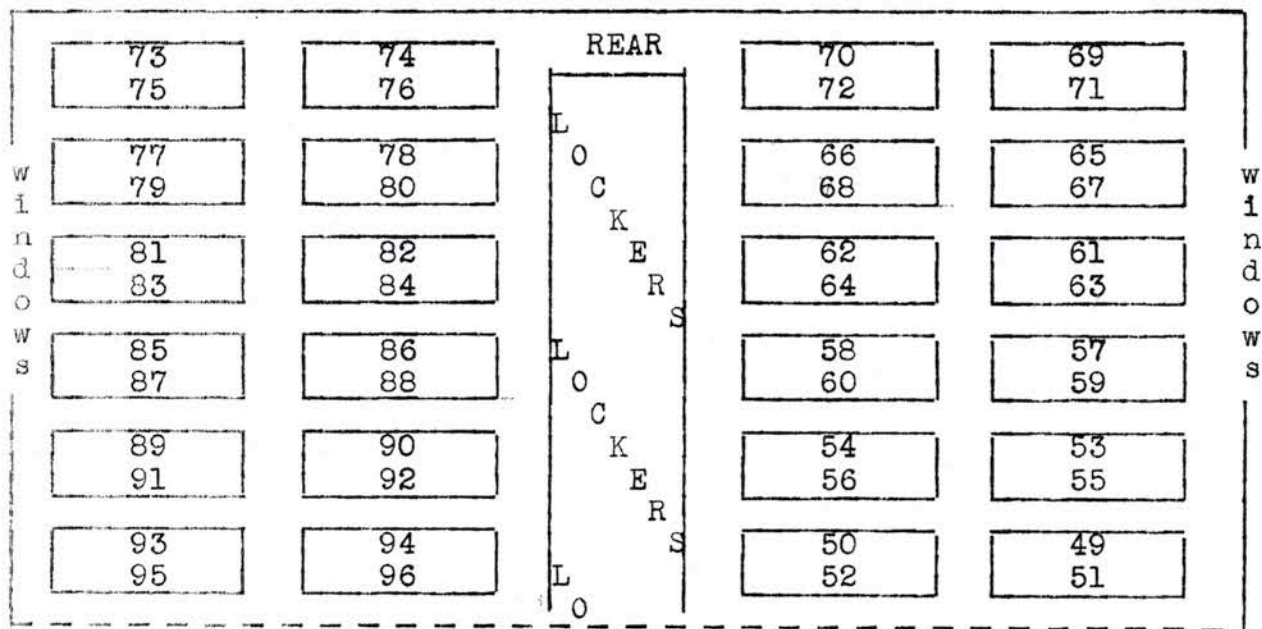 REAR
73 74 70 69
75 76 72 71
77 78 66 65
79 80 68 67
81 82 62 61
83 84 64 63
85 86 58 57
87 88 60 59
89 90 54 53
91 92 56 55
93 94 50 49
95 96 52 51
windows
LOCKERS
LOCKERS
LO
windows